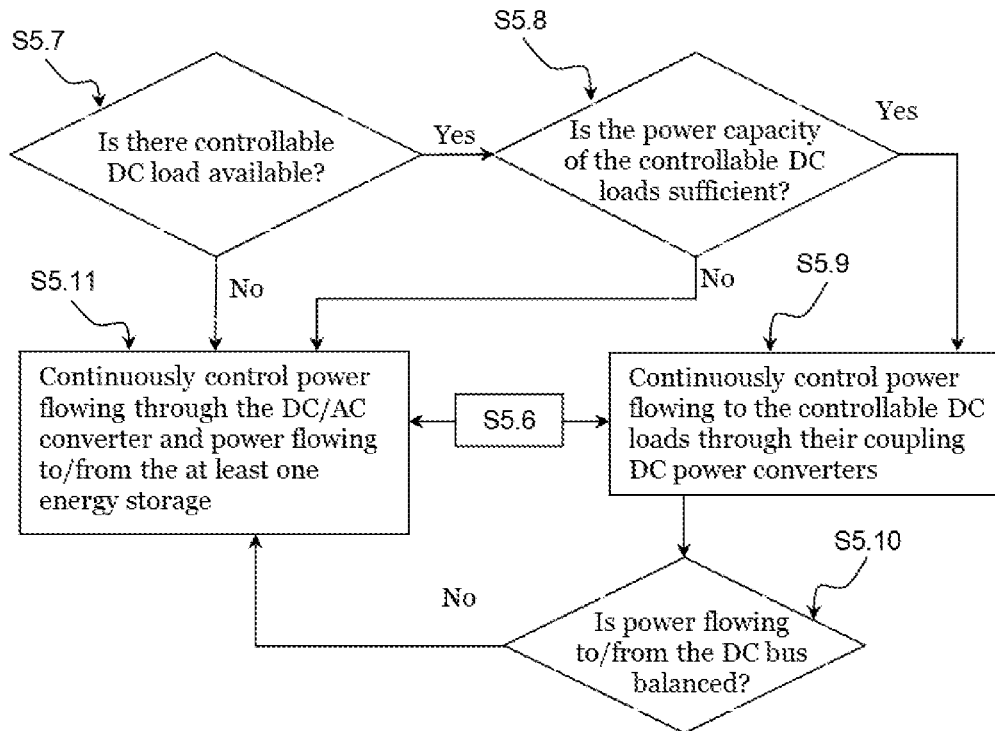 S5.7
S5.8
Is there controllable
DC load available?
Yes
Is the power capacity
of the controllable DC
loads sufficient?
Yes
No
No
S5.11
S5.9
Continuously control power
flowing through the DC/AC
converter and power flowing
to/from the at least one
energy storage
S5.6
Continuously control power
flowing to the controllable DC
loads through their coupling
DC power converters
S5.10
No
Is power flowing
to/from the DC bus
balanced?